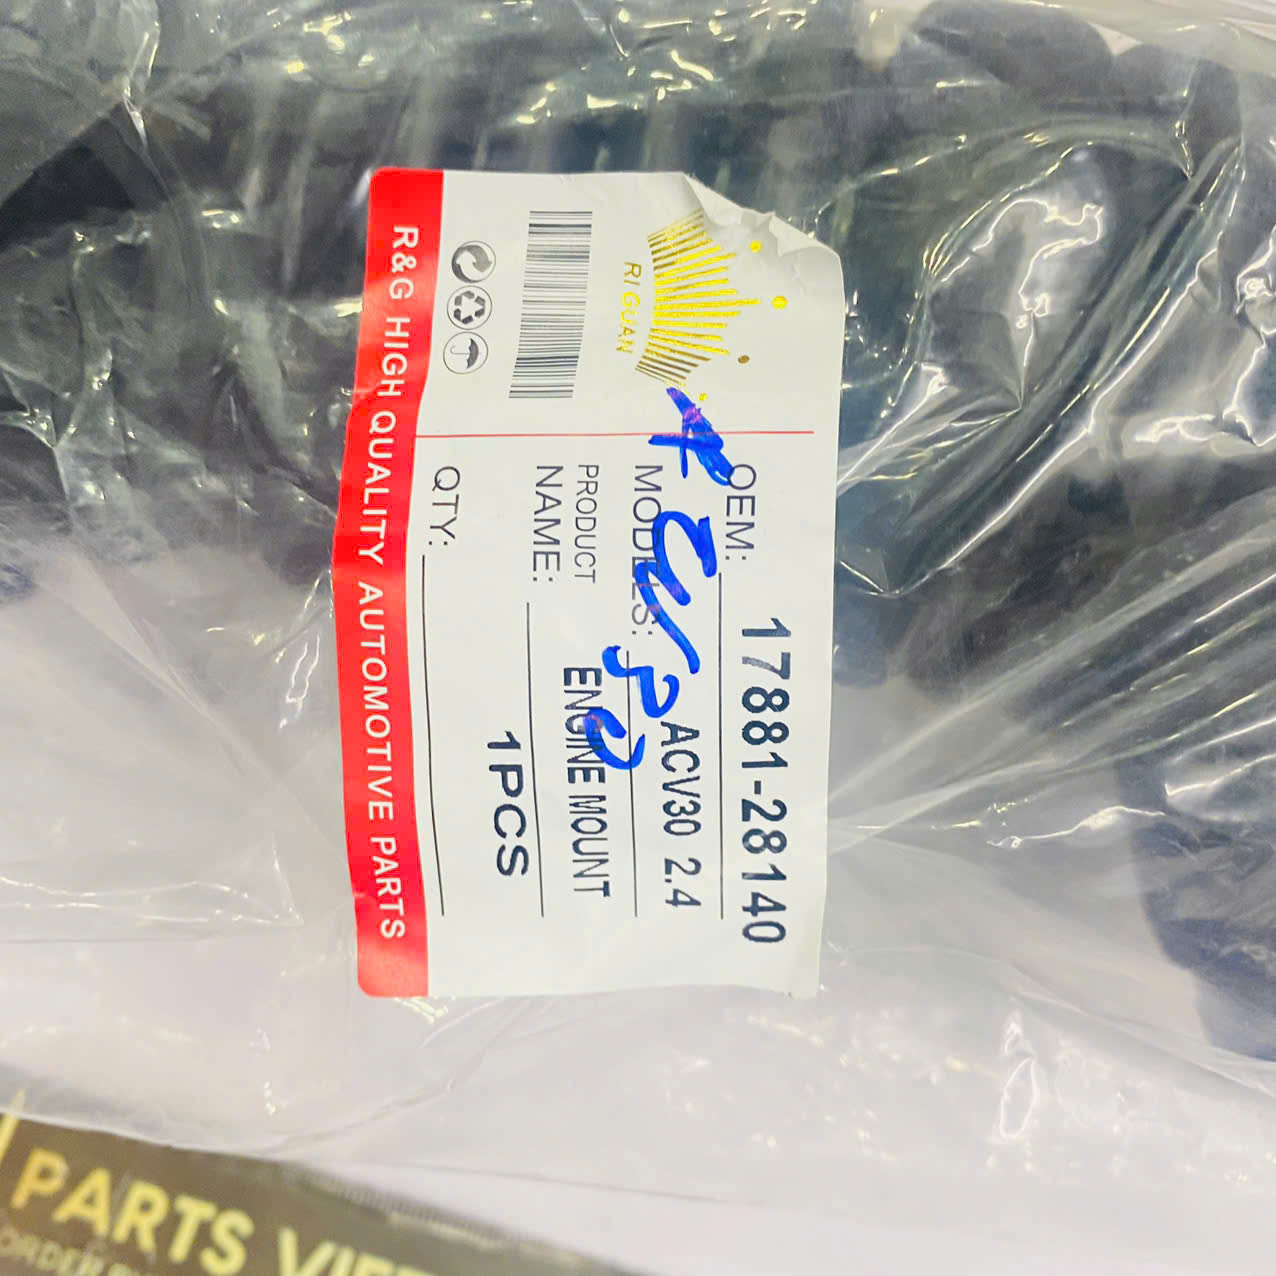 RI GUAN
OEM: 17881-28140
MODELS: ACV30 2.4
PRODUCT
NAME: ENGINE MOUNT
QTY: 1PCS
R&G HIGH QUALITY AUTOMOTIVE PARTS
PARTS